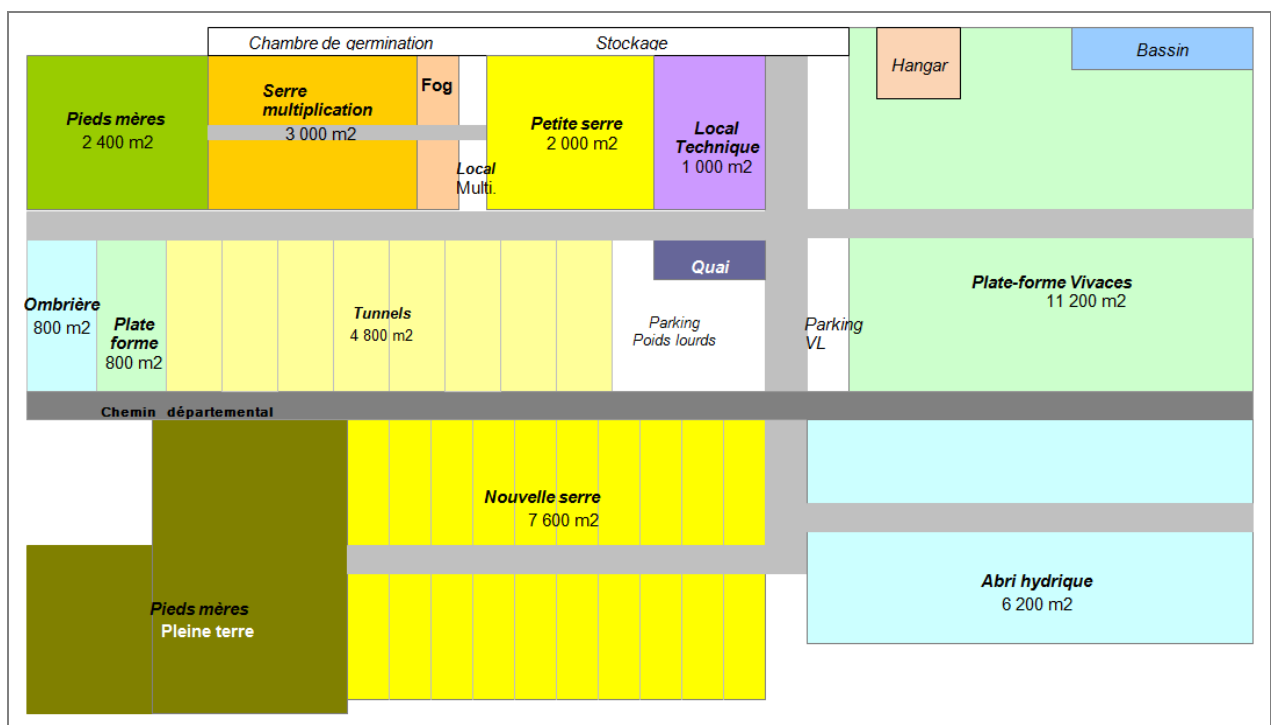 Chambre de germination
Stockage
Hangar
Bassin
Pieds mères
2 400 m2
Serre
multiplication
3 000 m2
Fog
Local
Multi.
Petite serre
2 000 m2
Local
Technique
1 000 m2
Ombrière
800 m2
Plate
forme
800 m2
Tunnels
4 800 m2
Quai
Parking
Poids lourds
Parking
VL
Plate-forme Vivaces
11 200 m2
Chemin départemental
Nouvelle serre
7 600 m2
Pieds mères
Pleine terre
Abri hydrique
6 200 m2